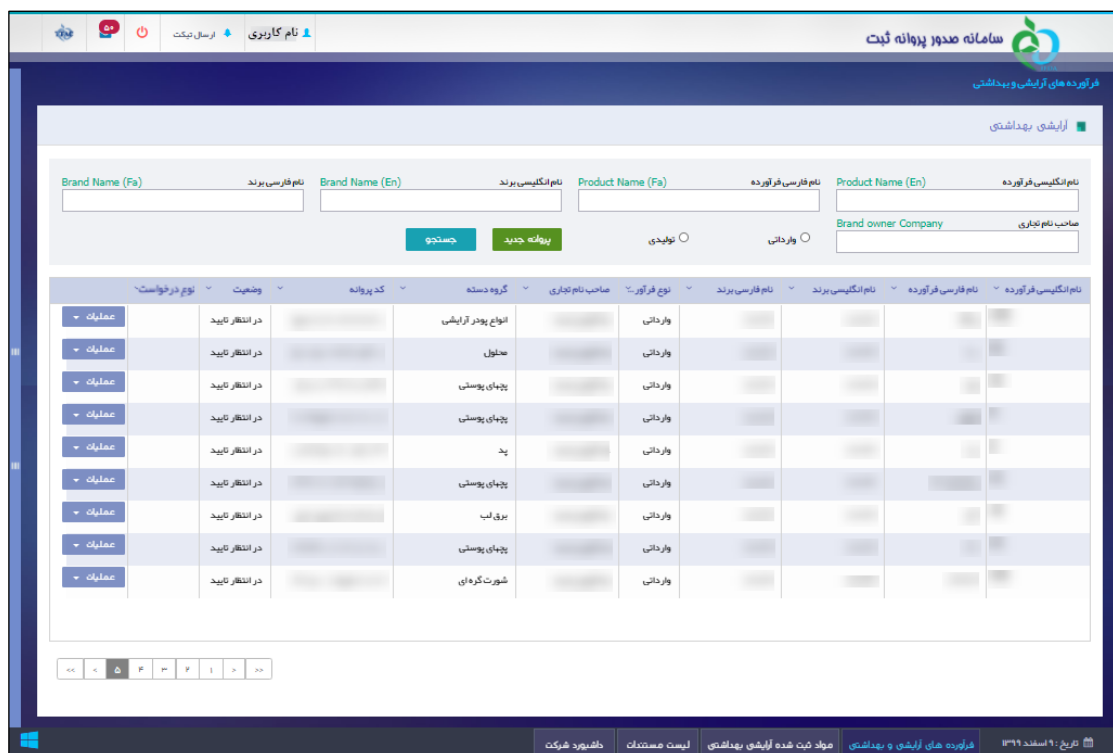 سامانه صدور پروانه ثبت
نام کاربری
ارسال تیکت
۵۰
فرآورده های آرایشی و بهداشتی
آرایشی بهداشتی
نام انگلیسی فرآورده Product Name (En) نام فارسی فرآورده Product Name (Fa) نام انگلیسی برند Brand Name (En) نام فارسی برند Brand Name (Fa)
صاحب نام تجاری Brand owner Company وارداتی تولیدی پروانه جدید جستجو
نام انگلیسی فرآورده نام فارسی فرآورده نام انگلیسی برند نام فارسی برند نوع فرآور... صاحب نام تجاری گروه دسته کد پروانه وضعیت نوع درخواست
وارداتی انواع پودر آرایشی در انتظار تایید عملیات
وارداتی محلول در انتظار تایید عملیات
وارداتی پچهای پوستی در انتظار تایید عملیات
وارداتی پچهای پوستی در انتظار تایید عملیات
وارداتی پد در انتظار تایید عملیات
وارداتی پچهای پوستی در انتظار تایید عملیات
وارداتی برق لب در انتظار تایید عملیات
وارداتی پچهای پوستی در انتظار تایید عملیات
وارداتی شورت گره ای در انتظار تایید عملیات
<< < ۵ ۴ ۳ ۲ ۱ > >>
تاریخ : ۹ اسفند ۱۳۹۹ فرآورده های آرایشی و بهداشتی مواد ثبت شده آرایشی بهداشتی لیست مستندات داشبورد شرکت